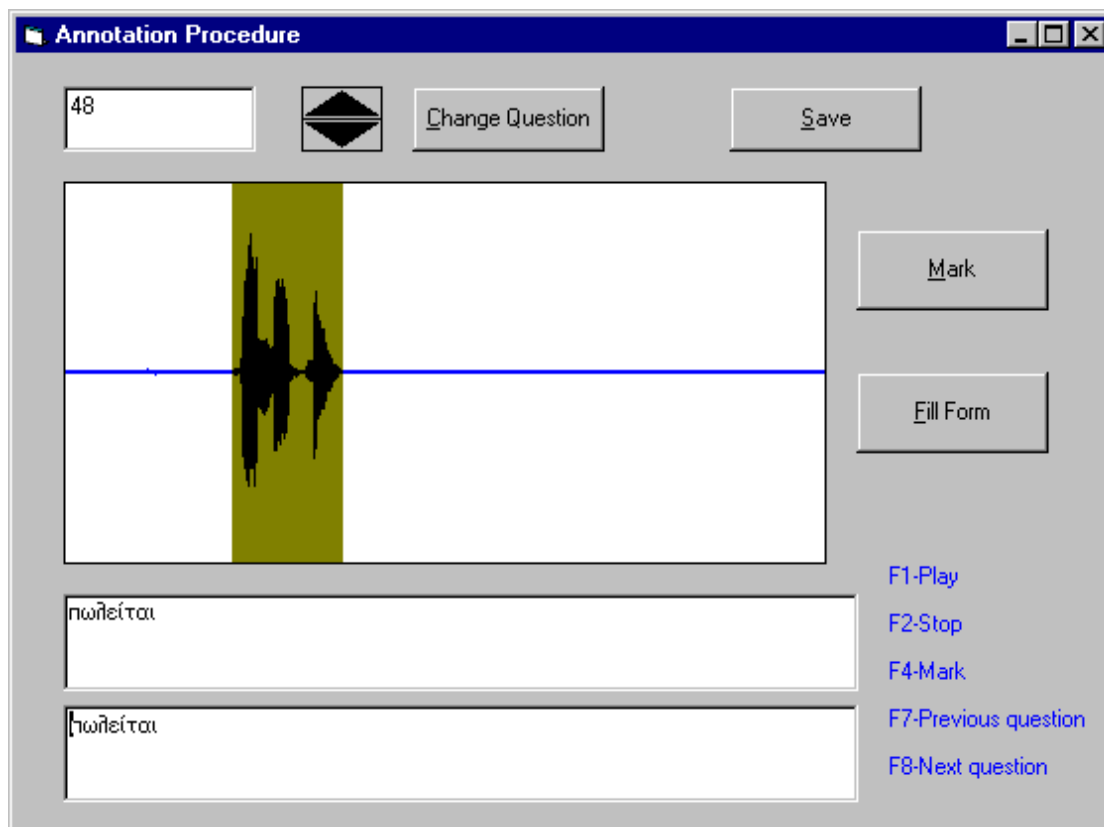 Annotation Procedure
48
Change Question
Save
Mark
Fill Form
πωλείται
πωλείται
F1-Play
F2-Stop
F4-Mark
F7-Previous question
F8-Next question